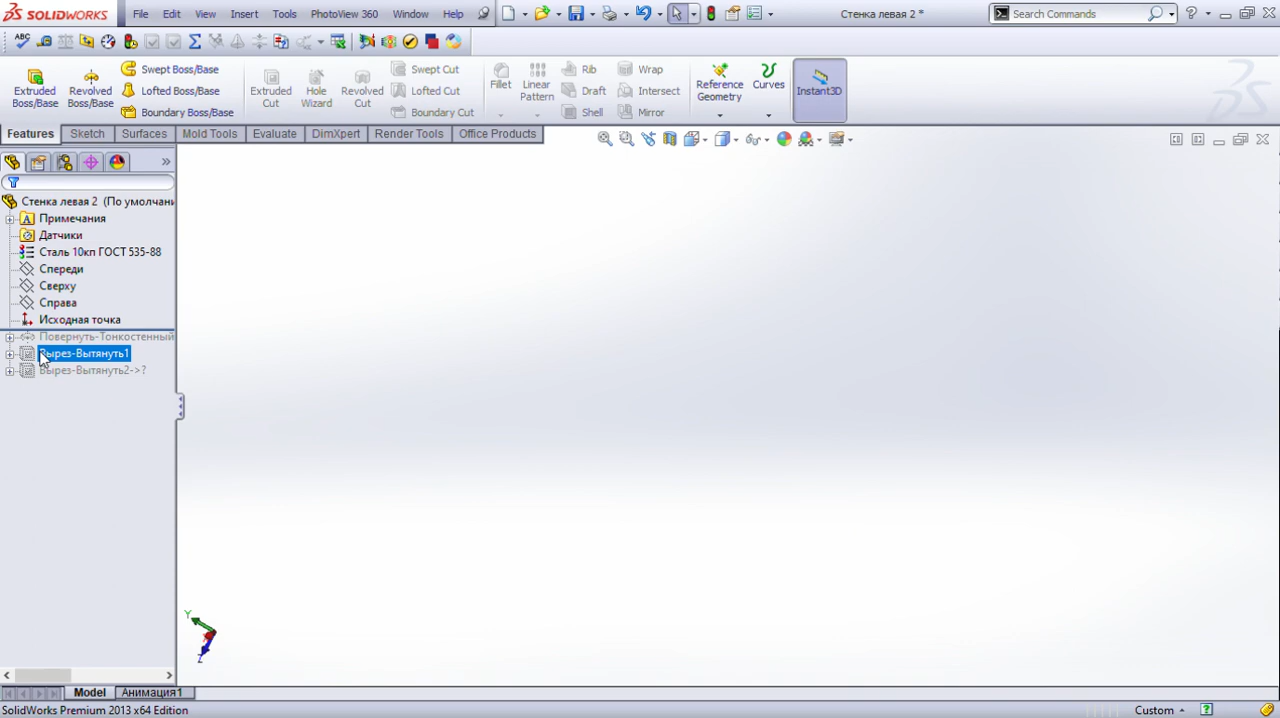 SOLIDWORKS File Edit View Insert Tools PhotoView 360 Window Help Стенка левая 2 * Search Commands
Extruded Boss/Base
Revolved Boss/Base
Swept Boss/Base
Lofted Boss/Base
Boundary Boss/Base
Extruded Cut
Hole Wizard
Revolved Cut
Swept Cut
Lofted Cut
Boundary Cut
Fillet
Linear Pattern
Rib
Draft
Shell
Wrap
Intersect
Mirror
Reference Geometry
Curves
Instant3D
Features Sketch Surfaces Mold Tools Evaluate DimXpert Render Tools Office Products
Стенка левая 2 (По умолчани
Примечания
Датчики
Сталь 10кп ГОСТ 535-88
Спереди
Сверху
Справа
Исходная точка
Повернуть-Тонкостенный
Вырез-Вытянуть1
Вырез-Вытянуть2->?
Y
Z
Model Анимация1
SolidWorks Premium 2013 x64 Edition Custom